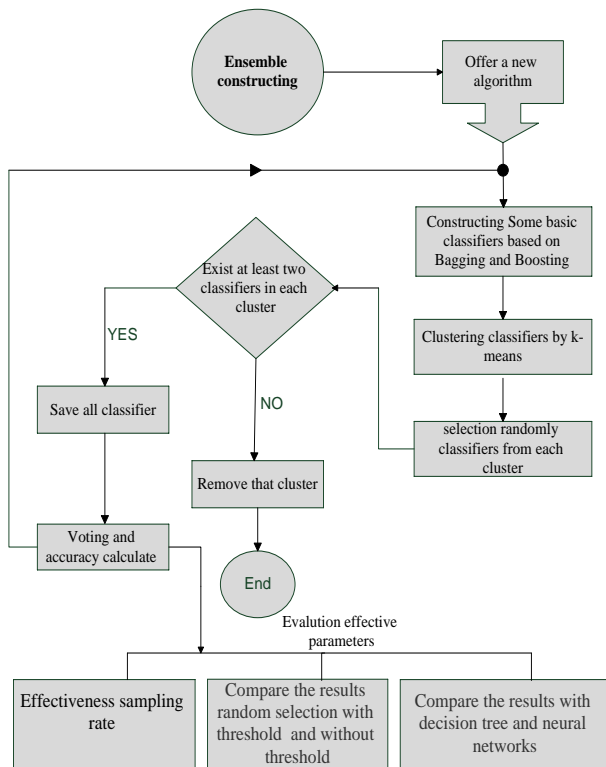 Ensemble
constructing
Offer a new
algorithm
Constructing Some basic
classifiers based on
Bagging and Boosting
Exist at least two
classifiers in each
cluster
Clustering classifiers by k-
means
YES
NO
Save all classifier
selection randomly
classifiers from each
cluster
Remove that cluster
Voting and
accuracy calculate
End
Evalution effective
parameters
Effectiveness sampling
rate
Compare the results
random selection with
threshold and without
threshold
Compare the results with
decision tree and neural
networks